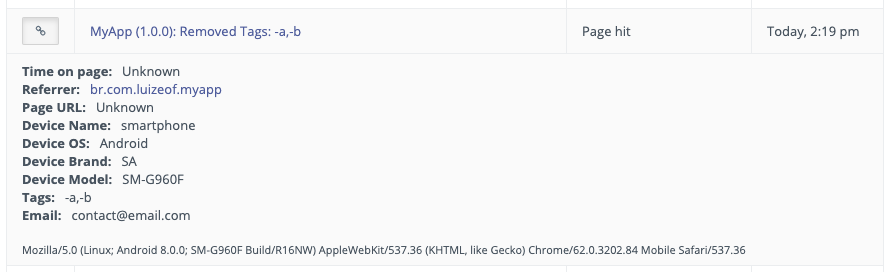 MyApp (1.0.0): Removed Tags: -a,-b Page hit Today, 2:19 pm
Time on page: Unknown
Referrer: br.com.luizeof.myapp
Page URL: Unknown
Device Name: smartphone
Device OS: Android
Device Brand: SA
Device Model: SM-G960F
Tags: -a,-b
Email: contact@email.com
Mozilla/5.0 (Linux; Android 8.0.0; SM-G960F Build/R16NW) AppleWebKit/537.36 (KHTML, like Gecko) Chrome/62.0.3202.84 Mobile Safari/537.36